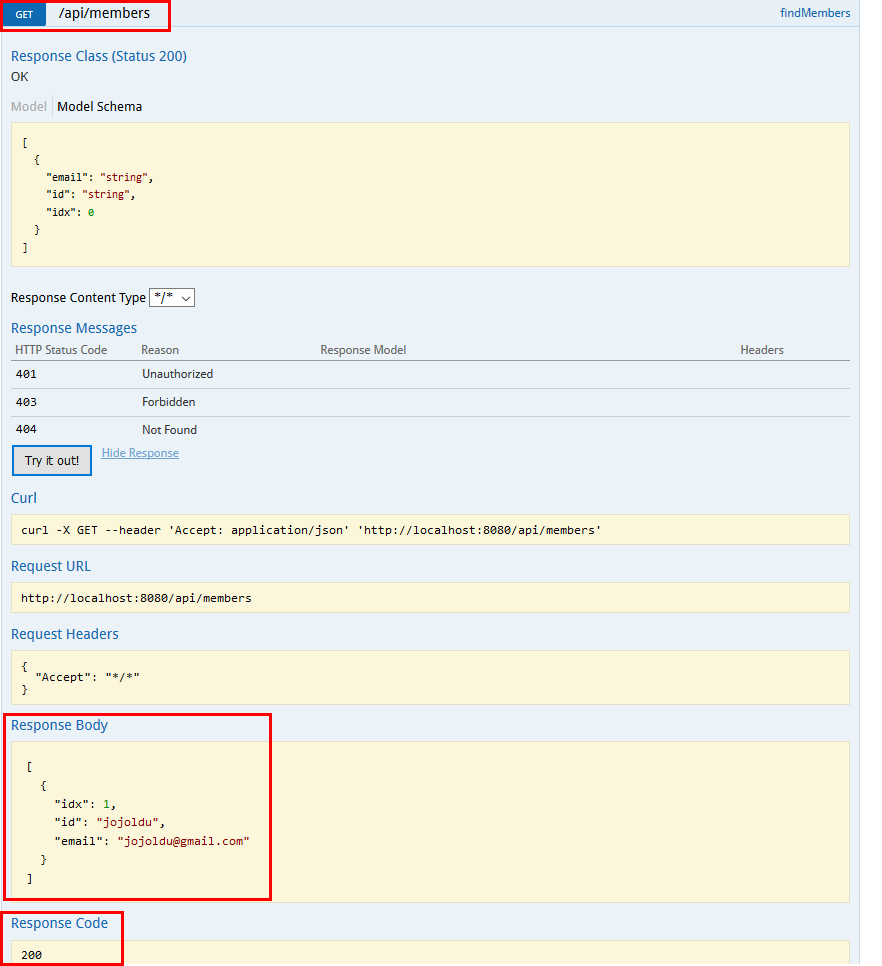 GET /api/members findMembers
Response Class (Status 200)
OK
Model Model Schema
[
{
"email": "string",
"id": "string",
"idx": 0
}
]
Response Content Type */*
Response Messages
HTTP Status Code Reason Response Model Headers
401 Unauthorized
403 Forbidden
404 Not Found
Try it out! Hide Response
Curl
curl -X GET --header 'Accept: application/json' 'http://localhost:8080/api/members'
Request URL
http://localhost:8080/api/members
Request Headers
{
"Accept": "*/*"
}
Response Body
[
{
"idx": 1,
"id": "jojoldu",
"email": "jojoldu@gmail.com"
}
]
Response Code
200